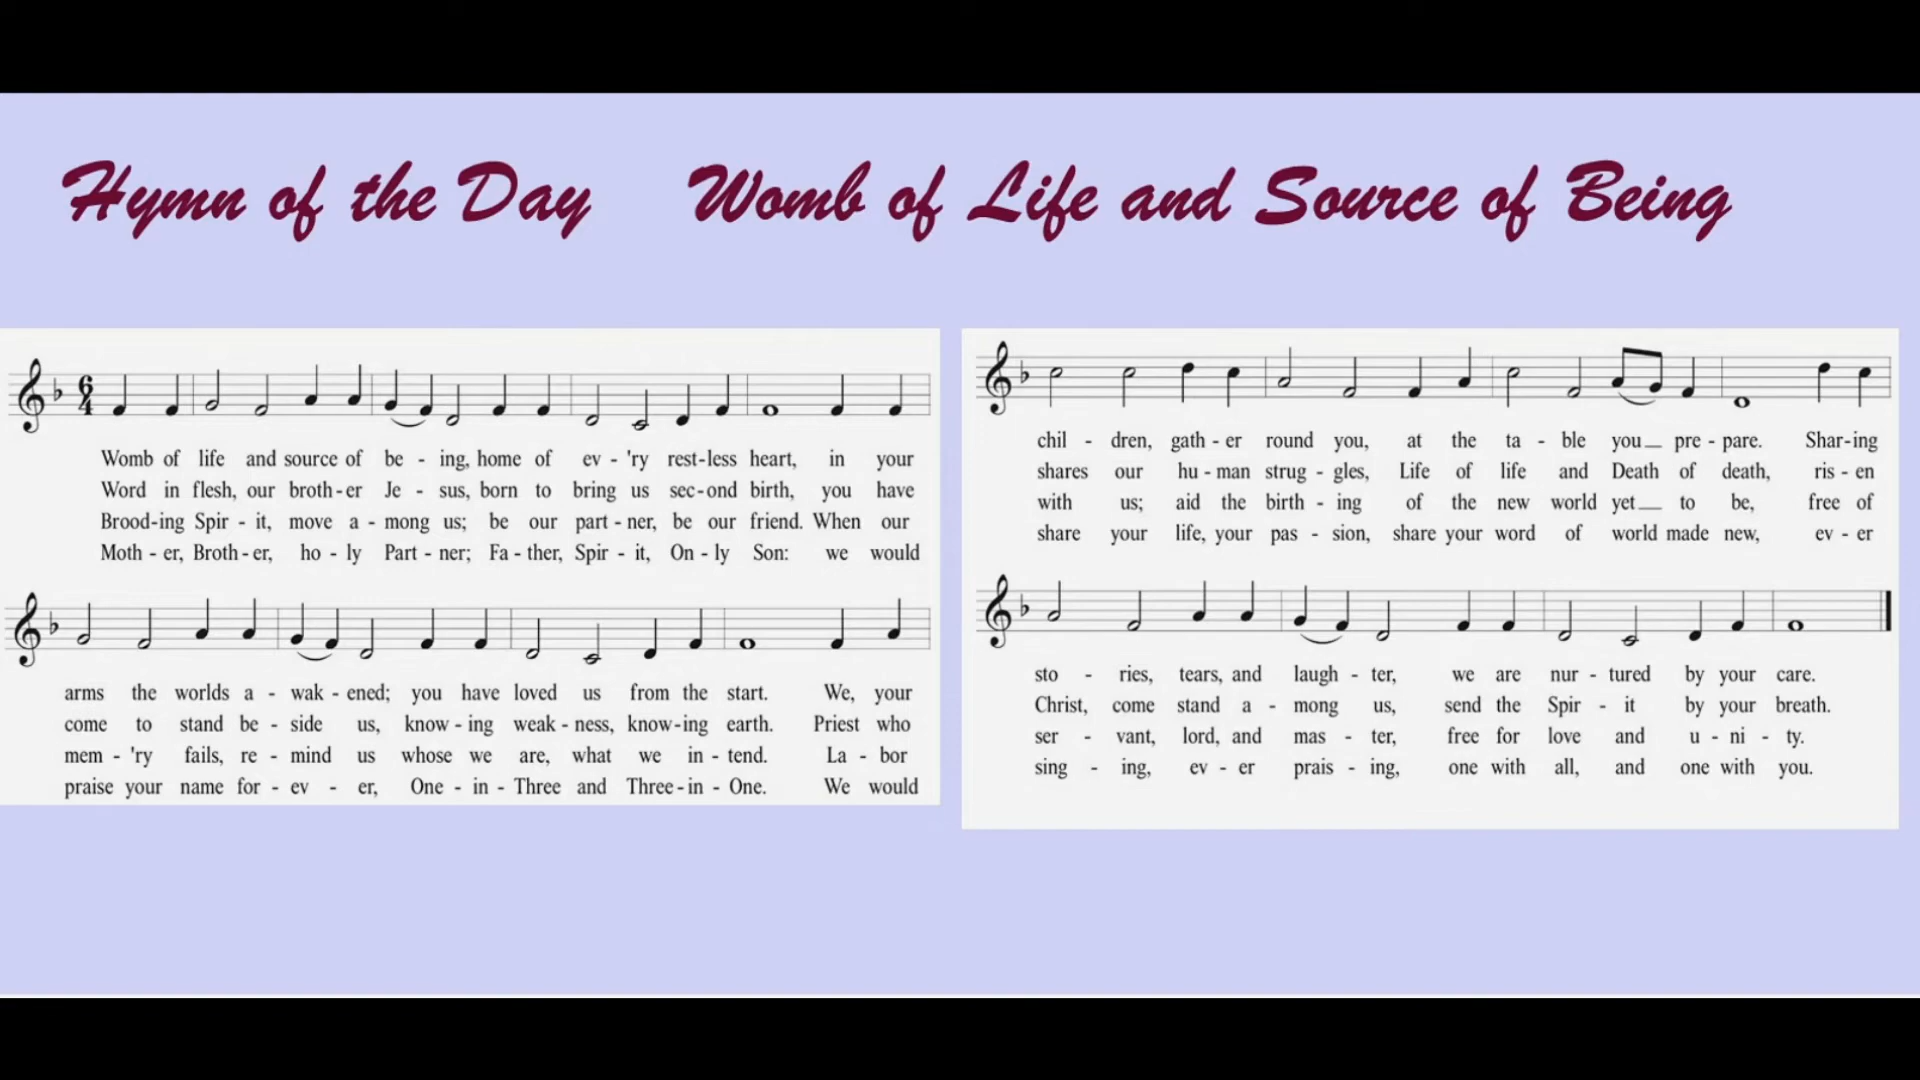 Hymn of the Day Womb of Life and Source of Being
6
4
Womb of life and source of be - ing, home of ev - 'ry rest-less heart, in your
Word in flesh, our broth-er Je - sus, born to bring us sec-ond birth, you have
Brood-ing Spir - it, move a - mong us; be our part - ner, be our friend. When our
Moth - er, Broth-er, ho - ly Part - ner; Fa - ther, Spir - it, On - ly Son: we would
arms the worlds a - wak - ened; you have loved us from the start. We, your
come to stand be - side us, know - ing weak - ness, know-ing earth. Priest who
mem - 'ry fails, re - mind us whose we are, what we in - tend. La - bor
praise your name for - ev - er, One - in - Three and Three - in - One. We would
chil - dren, gath - er round you, at the ta - ble you pre - pare. Shar-ing
shares our hu - man strug - gles, Life of life and Death of death, ris - en
with us; aid the birth - ing of the new world yet to be, free of
share your life, your pas - sion, share your word of world made new, ev - er
sto - ries, tears, and laugh - ter, we are nur - tured by your care.
Christ, come stand a - mong us, send the Spir - it by your breath.
ser - vant, lord, and mas - ter, free for love and u - ni - ty.
sing - ing, ev - er prais - ing, one with all, and one with you.